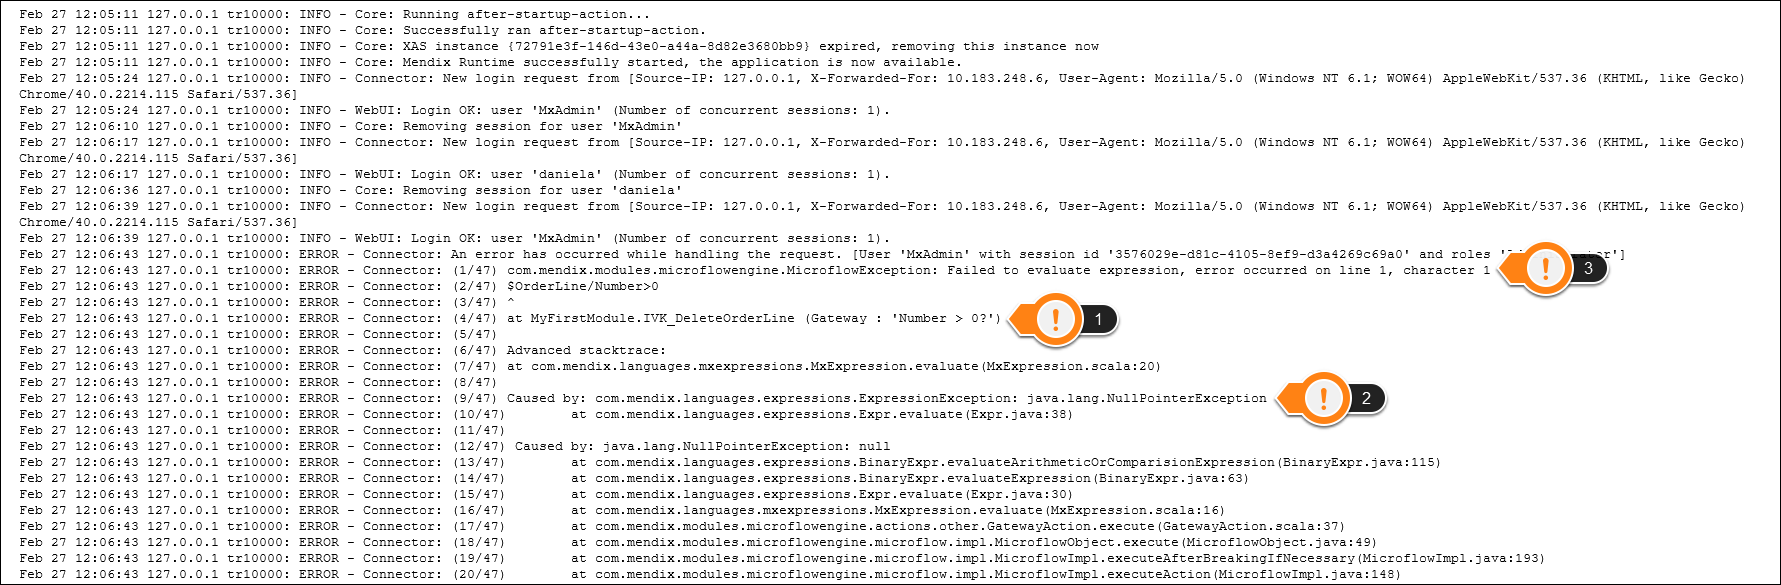 Feb 27 12:05:11 127.0.0.1 tr10000: INFO - Core: Running after-startup-action...
Feb 27 12:05:11 127.0.0.1 tr10000: INFO - Core: Successfully ran after-startup-action.
Feb 27 12:05:11 127.0.0.1 tr10000: INFO - Core: XAS instance {72791e3f-146d-43e0-a44a-8d82e3680bb9} expired, removing this instance now
Feb 27 12:05:11 127.0.0.1 tr10000: INFO - Core: Mendix Runtime successfully started, the application is now available.
Feb 27 12:05:24 127.0.0.1 tr10000: INFO - Connector: New login request from [Source-IP: 127.0.0.1, X-Forwarded-For: 10.183.248.6, User-Agent: Mozilla/5.0 (Windows NT 6.1; WOW64) AppleWebKit/537.36 (KHTML, like Gecko)
Chrome/40.0.2214.115 Safari/537.36]
Feb 27 12:05:24 127.0.0.1 tr10000: INFO - WebUI: Login OK: user 'MxAdmin' (Number of concurrent sessions: 1).
Feb 27 12:06:10 127.0.0.1 tr10000: INFO - Core: Removing session for user 'MxAdmin'
Feb 27 12:06:17 127.0.0.1 tr10000: INFO - Connector: New login request from [Source-IP: 127.0.0.1, X-Forwarded-For: 10.183.248.6, User-Agent: Mozilla/5.0 (Windows NT 6.1; WOW64) AppleWebKit/537.36 (KHTML, like Gecko)
Chrome/40.0.2214.115 Safari/537.36]
Feb 27 12:06:17 127.0.0.1 tr10000: INFO - WebUI: Login OK: user 'daniela' (Number of concurrent sessions: 1).
Feb 27 12:06:36 127.0.0.1 tr10000: INFO - Core: Removing session for user 'daniela'
Feb 27 12:06:39 127.0.0.1 tr10000: INFO - Connector: New login request from [Source-IP: 127.0.0.1, X-Forwarded-For: 10.183.248.6, User-Agent: Mozilla/5.0 (Windows NT 6.1; WOW64) AppleWebKit/537.36 (KHTML, like Gecko)
Chrome/40.0.2214.115 Safari/537.36]
Feb 27 12:06:39 127.0.0.1 tr10000: INFO - WebUI: Login OK: user 'MxAdmin' (Number of concurrent sessions: 1).
Feb 27 12:06:43 127.0.0.1 tr10000: ERROR - Connector: An error has occurred while handling the request. [User 'MxAdmin' with session id '3576029e-d81c-4105-8ef9-d3a4269c69a0' and roles
Feb 27 12:06:43 127.0.0.1 tr10000: ERROR - Connector: (1/47) com.mendix.modules.microflowengine.MicroflowException: Failed to evaluate expression, error occurred on line 1, character 1 ! 3
Feb 27 12:06:43 127.0.0.1 tr10000: ERROR - Connector: (2/47) $OrderLine/Number>0
Feb 27 12:06:43 127.0.0.1 tr10000: ERROR - Connector: (3/47) ^
Feb 27 12:06:43 127.0.0.1 tr10000: ERROR - Connector: (4/47) at MyFirstModule.IVK_DeleteOrderLine (Gateway : 'Number > 0?') ! 1
Feb 27 12:06:43 127.0.0.1 tr10000: ERROR - Connector: (5/47)
Feb 27 12:06:43 127.0.0.1 tr10000: ERROR - Connector: (6/47) Advanced stacktrace:
Feb 27 12:06:43 127.0.0.1 tr10000: ERROR - Connector: (7/47) at com.mendix.languages.mxexpressions.MxExpression.evaluate(MxExpression.scala:20)
Feb 27 12:06:43 127.0.0.1 tr10000: ERROR - Connector: (8/47)
Feb 27 12:06:43 127.0.0.1 tr10000: ERROR - Connector: (9/47) Caused by: com.mendix.languages.expressions.ExpressionException: java.lang.NullPointerException ! 2
Feb 27 12:06:43 127.0.0.1 tr10000: ERROR - Connector: (10/47) at com.mendix.languages.expressions.Expr.evaluate(Expr.java:38)
Feb 27 12:06:43 127.0.0.1 tr10000: ERROR - Connector: (11/47)
Feb 27 12:06:43 127.0.0.1 tr10000: ERROR - Connector: (12/47) Caused by: java.lang.NullPointerException: null
Feb 27 12:06:43 127.0.0.1 tr10000: ERROR - Connector: (13/47) at com.mendix.languages.expressions.BinaryExpr.evaluateArithmeticOrComparisionExpression(BinaryExpr.java:115)
Feb 27 12:06:43 127.0.0.1 tr10000: ERROR - Connector: (14/47) at com.mendix.languages.expressions.BinaryExpr.evaluateExpression(BinaryExpr.java:63)
Feb 27 12:06:43 127.0.0.1 tr10000: ERROR - Connector: (15/47) at com.mendix.languages.expressions.Expr.evaluate(Expr.java:30)
Feb 27 12:06:43 127.0.0.1 tr10000: ERROR - Connector: (16/47) at com.mendix.languages.mxexpressions.MxExpression.evaluate(MxExpression.scala:16)
Feb 27 12:06:43 127.0.0.1 tr10000: ERROR - Connector: (17/47) at com.mendix.modules.microflowengine.actions.other.GatewayAction.execute(GatewayAction.scala:37)
Feb 27 12:06:43 127.0.0.1 tr10000: ERROR - Connector: (18/47) at com.mendix.modules.microflowengine.microflow.impl.MicroflowObject.execute(MicroflowObject.java:49)
Feb 27 12:06:43 127.0.0.1 tr10000: ERROR - Connector: (19/47) at com.mendix.modules.microflowengine.microflow.impl.MicroflowImpl.executeAfterBreakingIfNecessary(MicroflowImpl.java:193)
Feb 27 12:06:43 127.0.0.1 tr10000: ERROR - Connector: (20/47) at com.mendix.modules.microflowengine.microflow.impl.MicroflowImpl.executeAction(MicroflowImpl.java:148)